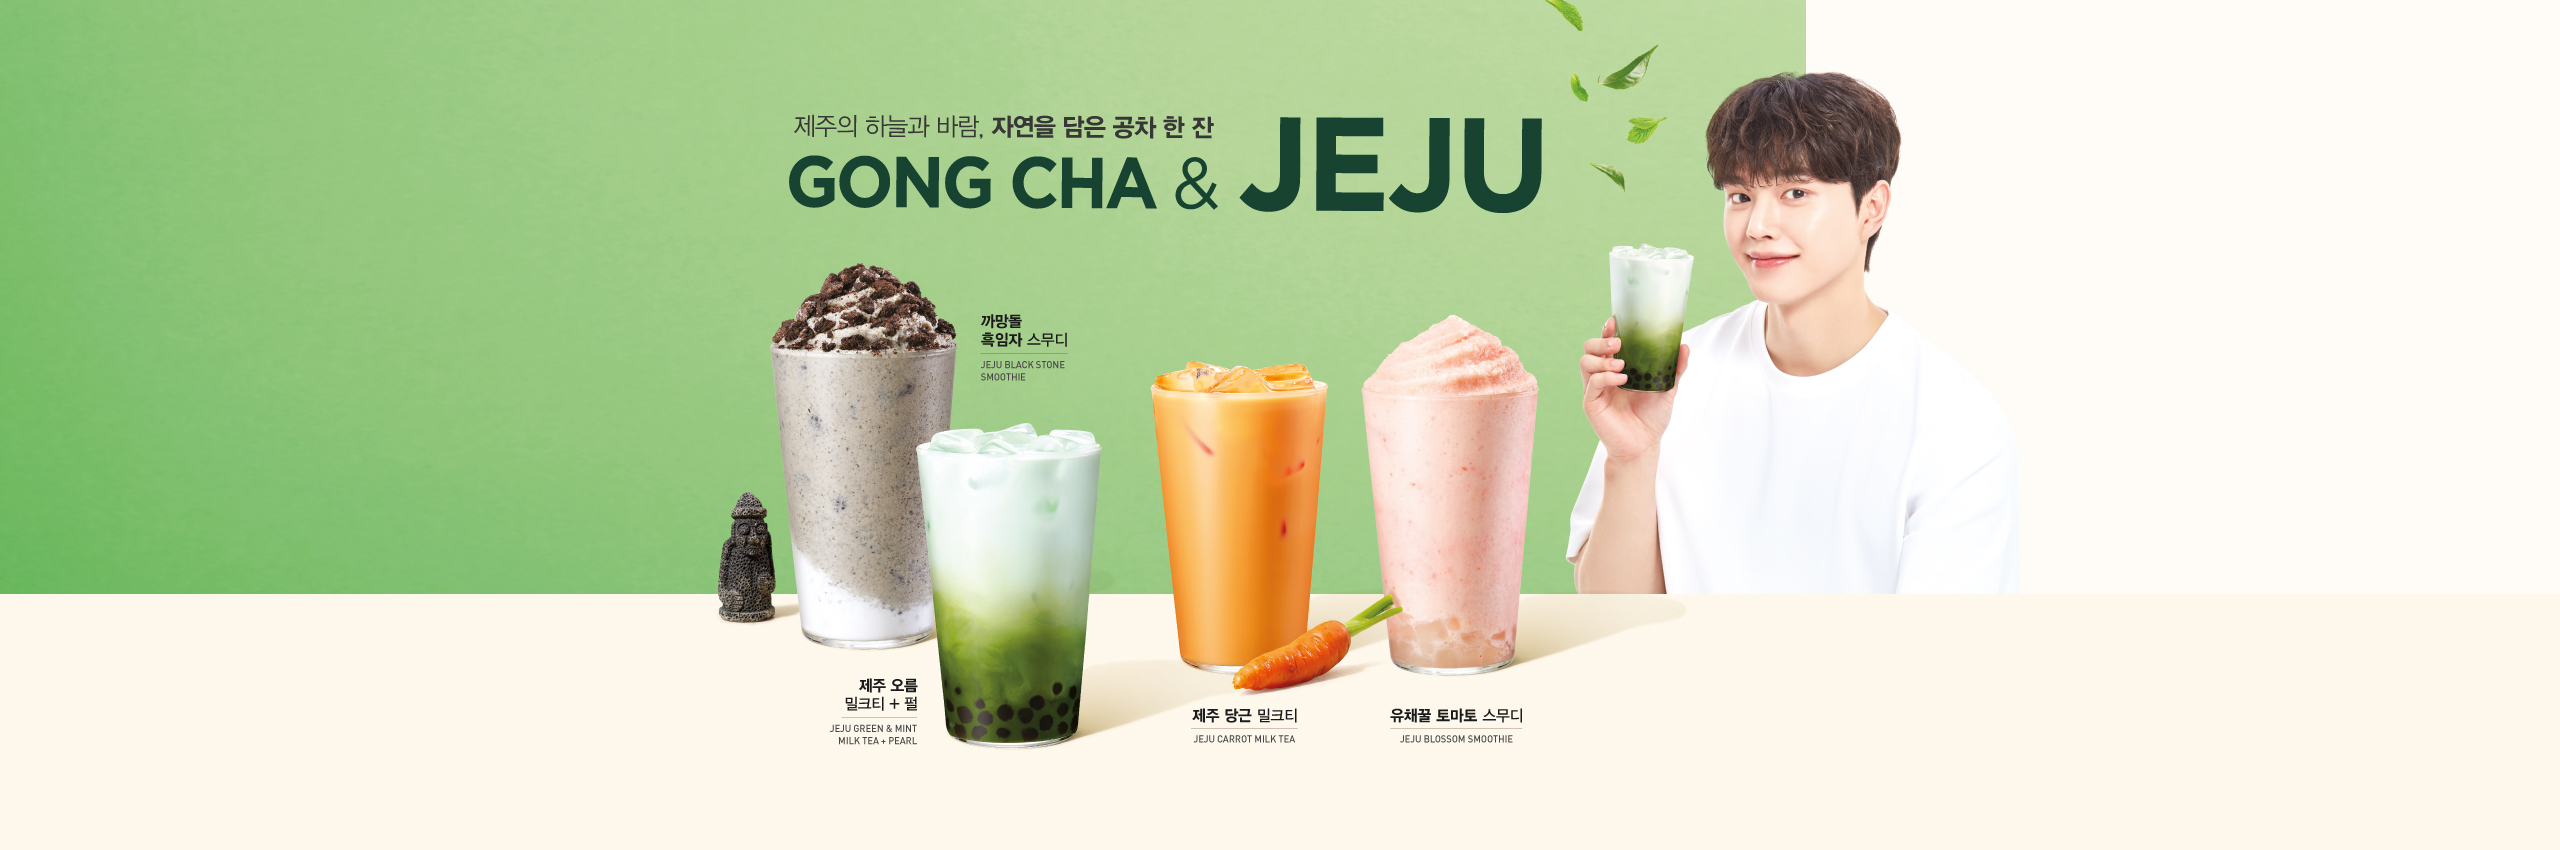 제주의 하늘과 바람, 자연을 담은 공차 한 잔
GONG CHA & JEJU
까망돌
흑임자 스무디
JEJU BLACK STONE
SMOOTHIE
제주 오름
밀크티 + 펄
JEJU GREEN & MINT
MILK TEA + PEARL
제주 당근 밀크티
JEJU CARROT MILK TEA
유채꿀 토마토 스무디
JEJU BLOSSOM SMOOTHIE